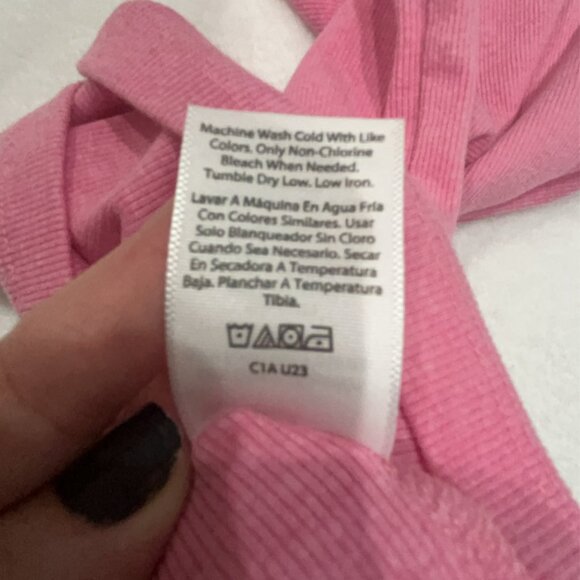 Machine Wash Cold With Like
Colors. Only Non-Chlorine
Bleach When Needed.
Tumble Dry Low. Low Iron.
Lavar A Máquina En Agua Fría
Con Colores Similares. Usar
Solo Blanqueador Sin Cloro
Cuando Sea Necesario. Secar
En Secadora A Temperatura
Baja. Planchar A Temperatura
Tibia.
C1A U23